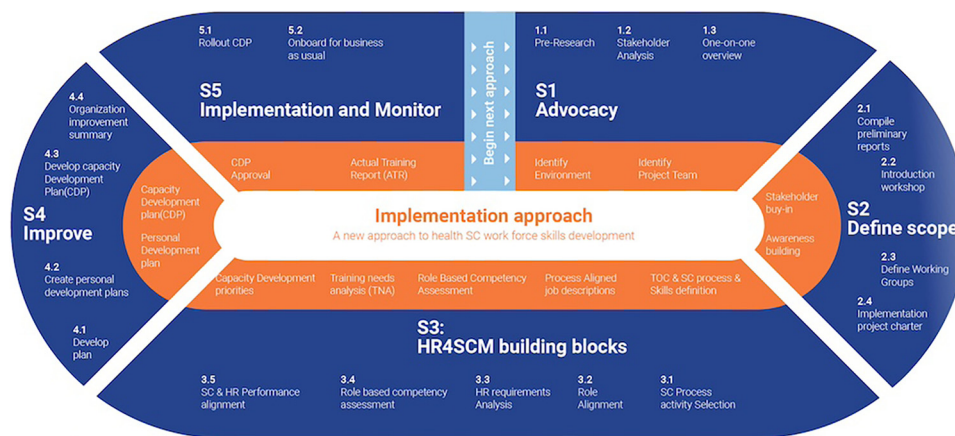 5.1
Rollout CDP
5.2
Onboard for business
as usual
S5
Implementation and Monitor
CDP
Approval
Actual Training
Report (ATR)
Begin next approach
1.1
Pre-Research
1.2
Stakeholder
Analysis
1.3
One-on-one
overview
S1
Advocacy
Identify
Environment
Identify
Project Team
2.1
Compile
preliminary
reports
2.2
Introduction
workshop
S2
Define scope
2.3
Define Working
Groups
2.4
Implementation
project charter
Stakeholder
buy-in
Awareness
building
Implementation approach
A new approach to health SC work force skills development
4.4
Organization
improvement
summary
4.3
Develop capacity
Development
Plan(CDP)
S4
Improve
4.2
Create personal
development plans
4.1
Develop
plan
Capacity
Development
plan(CDP)
Personal
Development
plan
Capacity Development
priorities
Training needs
analysis (TNA)
Role Based Competency
Assessment
Process Aligned
job descriptions
TOC & SC process &
Skills definition
S3:
HR4SCM building blocks
3.5
SC & HR Performance
alignment
3.4
Role based competency
assessment
3.3
HR requirements
Analysis
3.2
Role
Alignment
3.1
SC Process
activity Selection